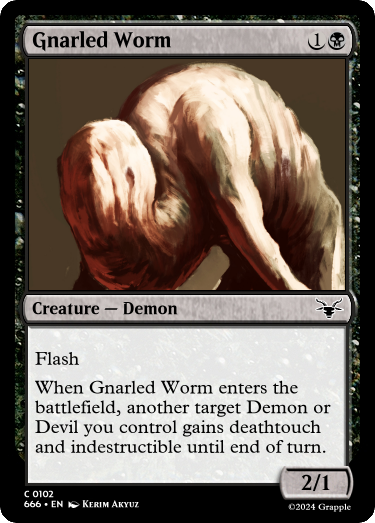 Gnarled Worm 1
Creature — Demon
Flash
When Gnarled Worm enters the
battlefield, another target Demon or
Devil you control gains deathtouch
and indestructible until end of turn.
2/1
C 0102
666 • EN Kerim Akyuz
©2024 Grapple